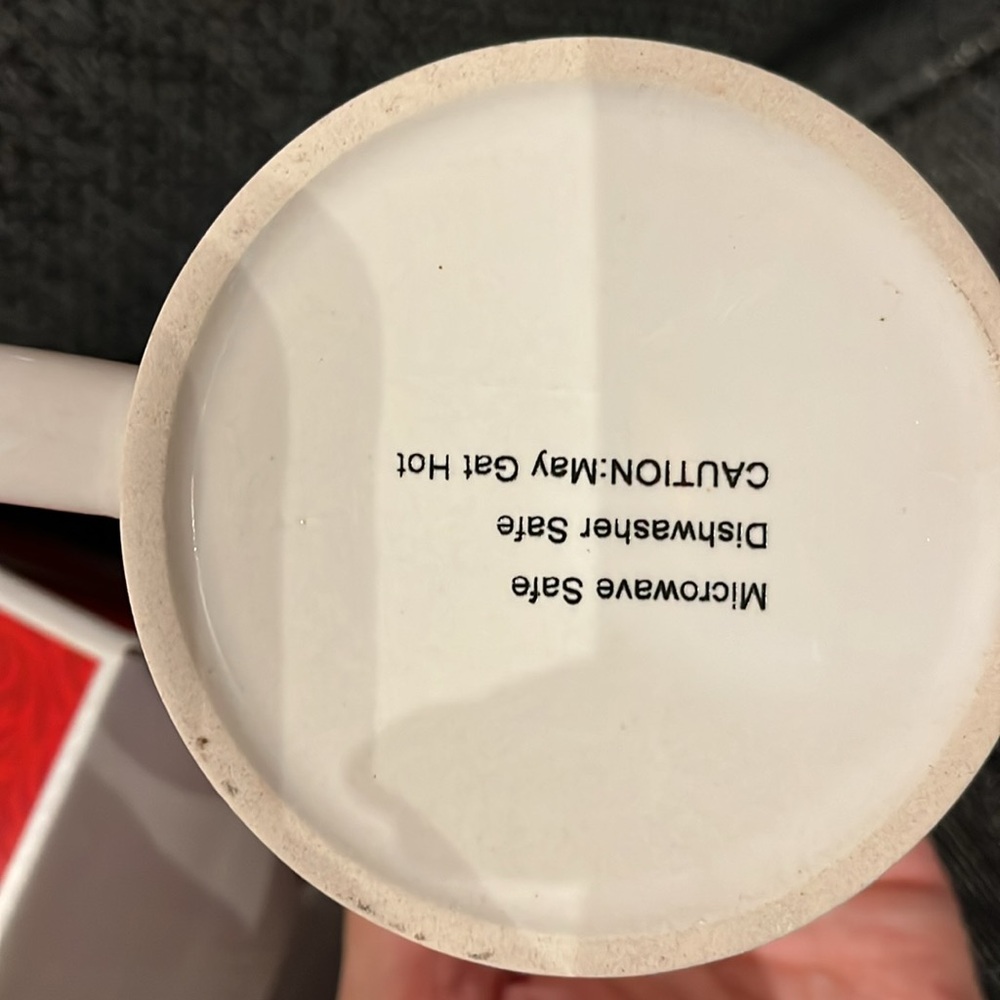 Microwave Safe
Dishwasher Safe
CAUTION:May Gat Hot